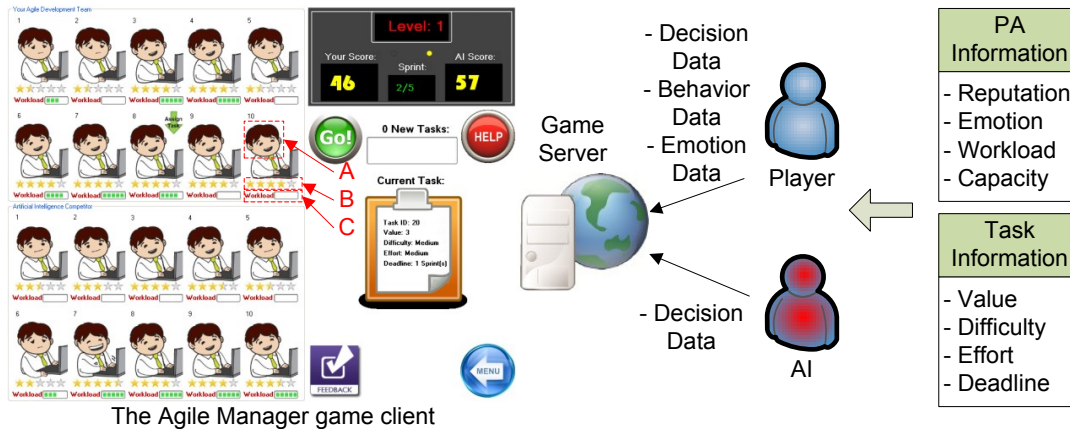 Your Agile Development Team
1 2 3 4 5
Workload Workload Workload Workload Workload
6 7 8 9 10
Assign Task
Workload Workload Workload Workload Workload
Artificial Intelligence Competitor
1 2 3 4 5
Workload Workload Workload Workload Workload
6 7 8 9 10
Workload Workload Workload Workload Workload
Level: 1
Your Score:
Sprint:
AI Score:
46
2/5
57
Go!
0 New Tasks:
HELP
A
B
C
Current Task:
Task ID: 20
Value: 3
Difficulty: Medium
Effort: Medium
Deadline: 1 Sprint(s)
FEEDBACK
MENU
The Agile Manager game client
Game
Server
- Decision
Data
- Behavior
Data
- Emotion
Data
Player
- Decision
Data
AI
PA
Information
- Reputation
- Emotion
- Workload
- Capacity
Task
Information
- Value
- Difficulty
- Effort
- Deadline